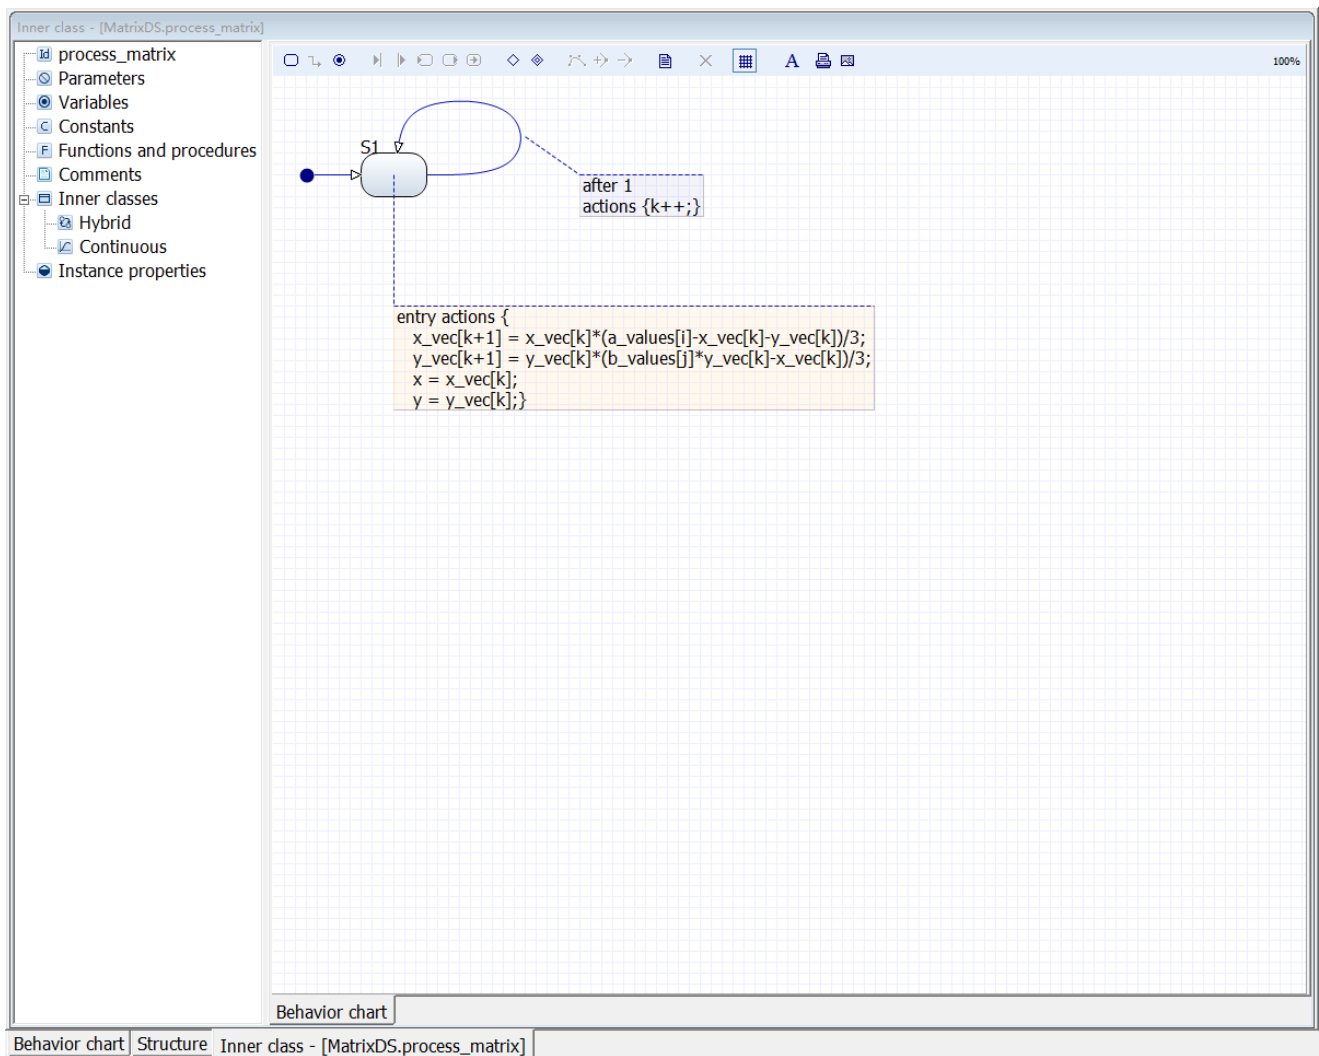 Inner class - [MatrixDS.process_matrix]
Id process_matrix
Parameters
Variables
C Constants
F Functions and procedures
Comments
Inner classes
Hybrid
Continuous
Instance properties
A
100%
S1
after 1
actions {k++;}
entry actions {
x_vec[k+1] = x_vec[k]*(a_values[i]-x_vec[k]-y_vec[k])/3;
y_vec[k+1] = y_vec[k]*(b_values[j]*y_vec[k]-x_vec[k])/3;
x = x_vec[k];
y = y_vec[k];}
Behavior chart
Behavior chart Structure Inner class - [MatrixDS.process_matrix]